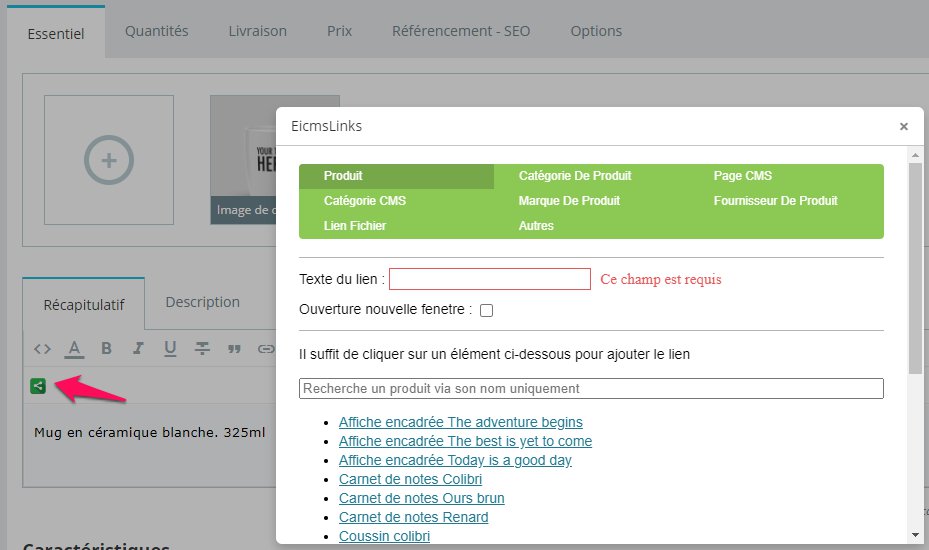 Essentiel Quantités Livraison Prix Référencement - SEO Options
YOUR T
HER
Image de c
EicmsLinks ×
Produit Catégorie De Produit Page CMS
Catégorie CMS Marque De Produit Fournisseur De Produit
Lien Fichier Autres
Texte du lien : Ce champ est requis
Ouverture nouvelle fenetre :
Il suffit de cliquer sur un élément ci-dessous pour ajouter le lien
Recherche un produit via son nom uniquement
Affiche encadrée The adventure begins
Affiche encadrée The best is yet to come
Affiche encadrée Today is a good day
Carnet de notes Colibri
Carnet de notes Ours brun
Carnet de notes Renard
Coussin colibri
Récapitulatif Description
A B I U
Mug en céramique blanche. 325ml
Caractéristiques